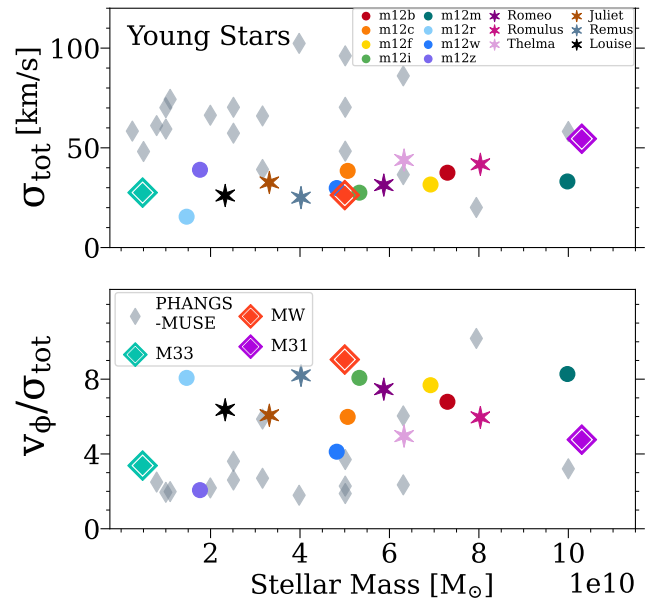 Young Stars
m12b
m12c
m12f
m12i
m12m
m12r
m12w
m12z
Romeo
Romulus
Thelma
Juliet
Remus
Louise
σtot [km/s]
100
50
0
PHANGS
-MUSE
M33
MW
M31
vϕ/σtot
8
4
0
2
4
6
8
10
Stellar Mass [M⊙]
1e10